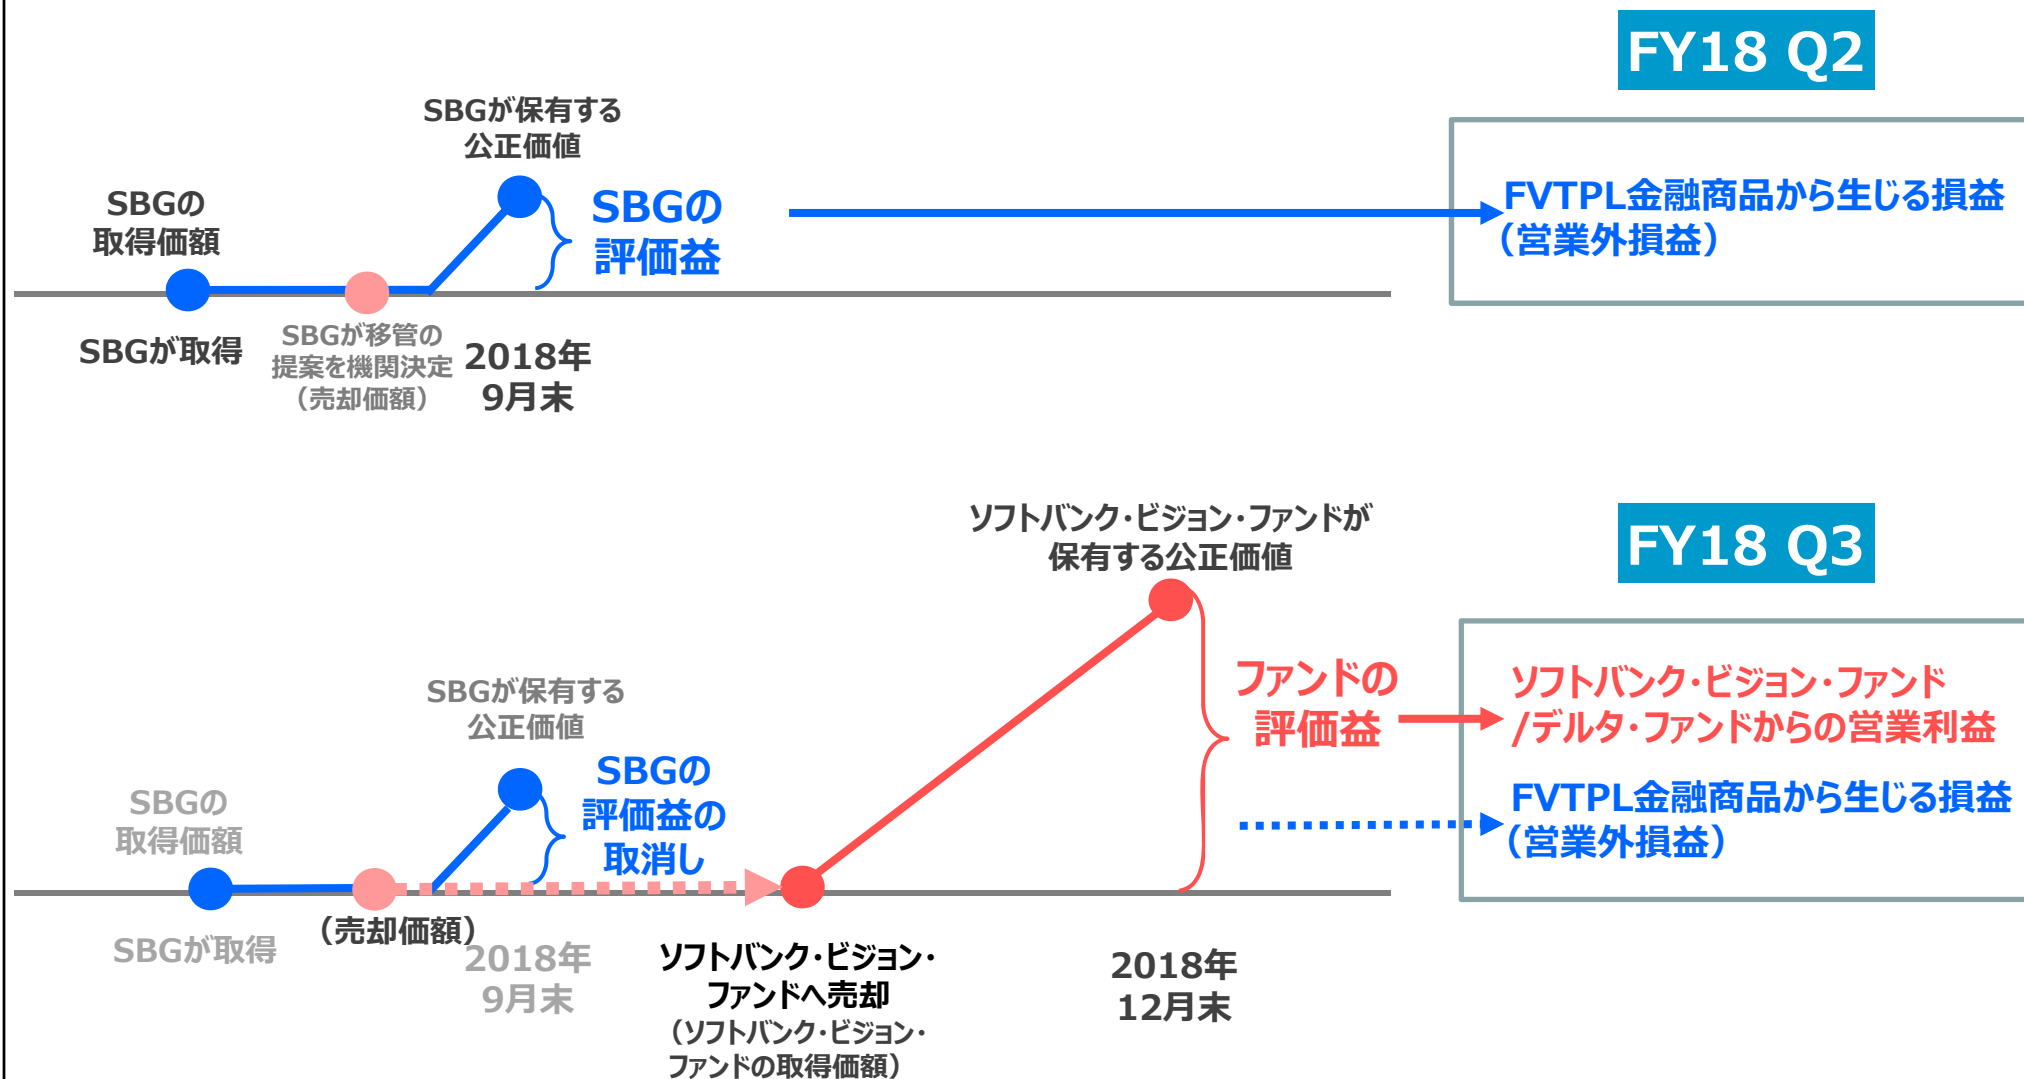 FY18 Q2
SBGが保有する
公正価値
SBGの
取得価額
SBGの
評価益
FVTPL金融商品から生じる損益
（営業外損益）
SBGが取得
SBGが移管の
提案を機関決定
（売却価額）
2018年
9月末
FY18 Q3
ソフトバンク・ビジョン・ファンドが
保有する公正価値
SBGが保有する
公正価値
ファンドの
評価益
ソフトバンク・ビジョン・ファンド
/デルタ・ファンドからの営業利益
SBGの
取得価額
SBGの
評価益の
取消し
FVTPL金融商品から生じる損益
（営業外損益）
SBGが取得
（売却価額）
2018年
9月末
ソフトバンク・ビジョン・
ファンドへ売却
（ソフトバンク・ビジョン・
ファンドの取得価額）
2018年
12月末